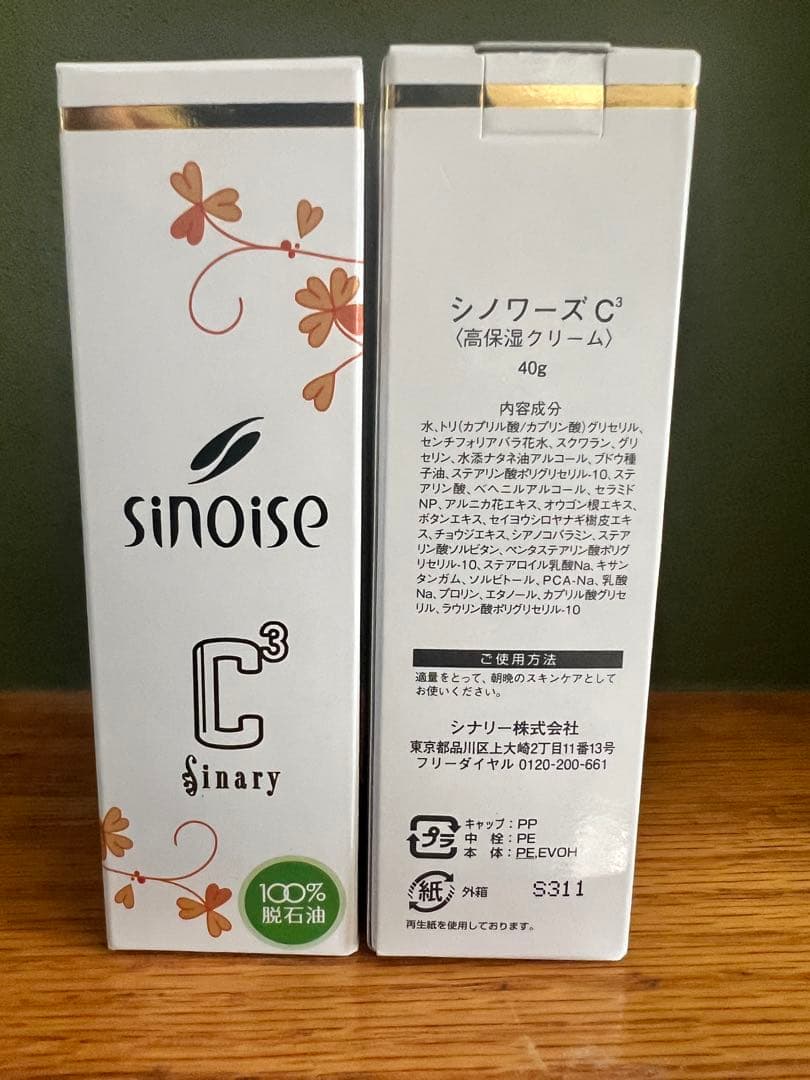 sinoise
C³
Sinary
100%
脱石油
シノワーズ C³
〈高保湿クリーム〉
40g
内容成分
水、トリ(カプリル酸/カプリン酸)グリセリル、
センチフォリアバラ花水、スクワラン、グリ
セリン、水添ナタネ油アルコール、ブドウ種
子油、ステアリン酸ポリグリセリル-10、ステ
アリン酸、ベヘニルアルコール、セラミド
NP、アルニカ花エキス、オウゴン根エキス、
ボタンエキス、セイヨウシロヤナギ樹皮エキ
ス、チョウジエキス、シアノコバラミン、ステア
リン酸ソルビタン、ペンタステアリン酸ポリグ
リセリル-10、ステアロイル乳酸Na、キサン
タンガム、ソルビトール、PCA-Na、乳酸
Na、プロリン、エタノール、カプリル酸グリセ
リル、ラウリン酸ポリグリセリル-10
ご使用方法
適量をとって、朝晩のスキンケアとして
お使いください。
シナリー株式会社
東京都品川区上大崎2丁目11番13号
フリーダイヤル 0120-200-661
プラ
キャップ：PP
中 栓：PE
本 体：PE,EVOH
紙 外箱
S311
再生紙を使用しております。